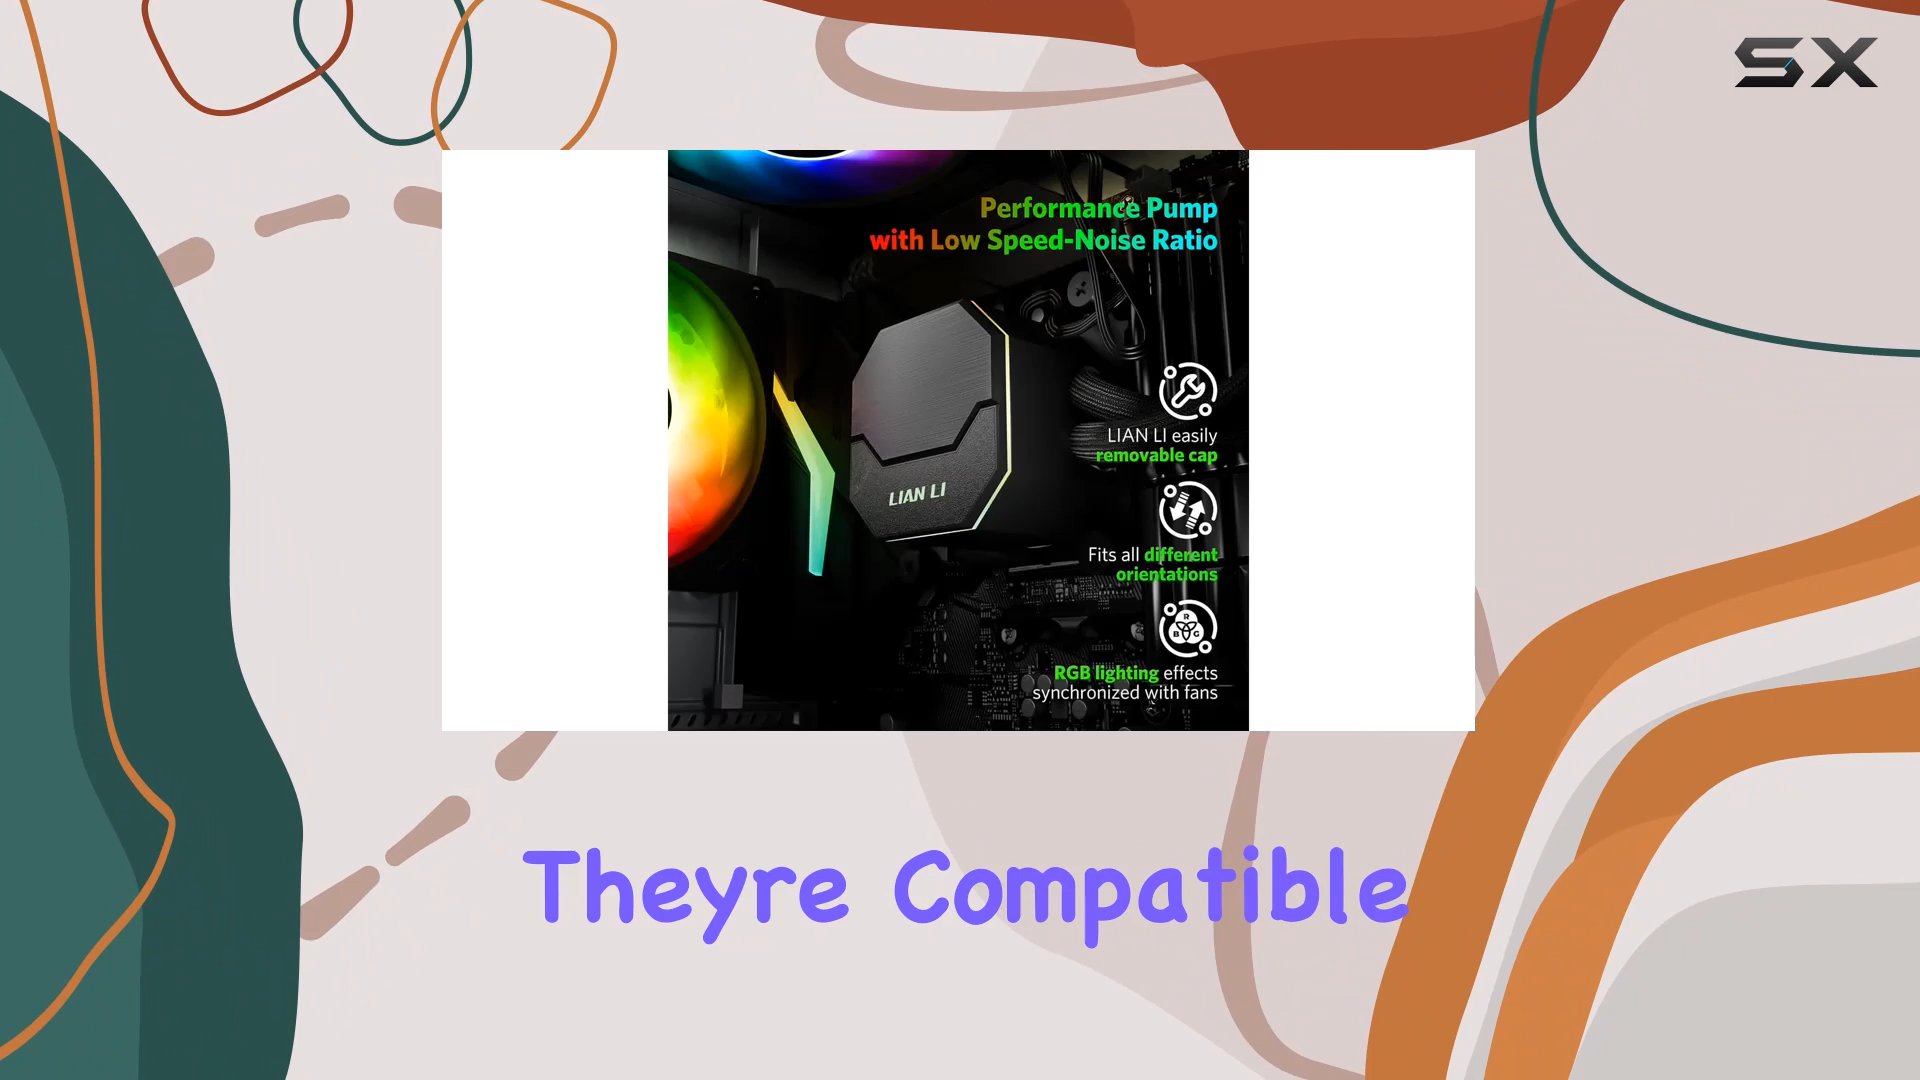 SX
Performance Pump
with Low Speed-Noise Ratio
LIAN LI easily
removable cap
LIAN LI
Fits all different
orientations
R
B G
RGB lighting effects
synchronized with fans
Theyre Compatible